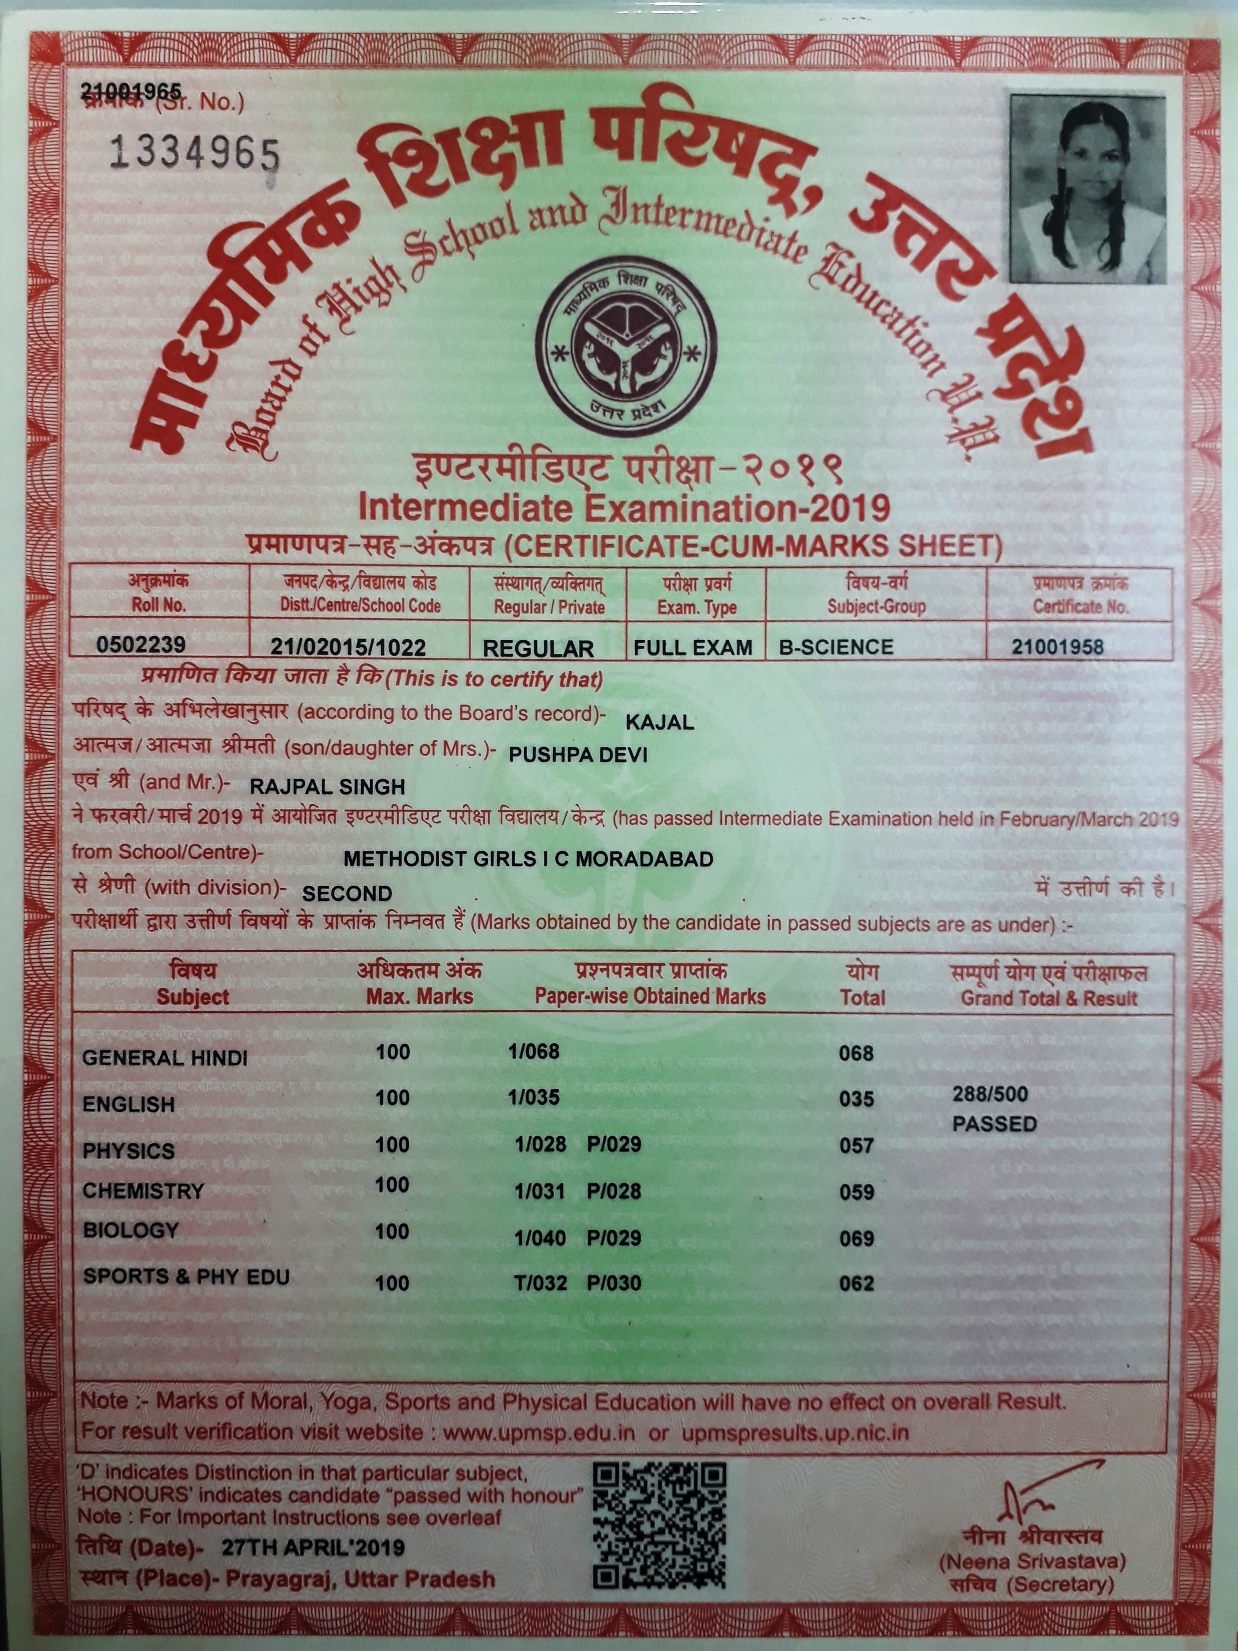 21001965
क्रमांक (Sr. No.)
1334965
माध्यमिक शिक्षा परिषद्, उत्तर प्रदेश
Board of High School and Intermediate Education U.P.
माध्यमिक शिक्षा परिषद्
उत्तर प्रदेश
इण्टरमीडिएट परीक्षा-२०१९
Intermediate Examination-2019
प्रमाणपत्र-सह-अंकपत्र (CERTIFICATE-CUM-MARKS SHEET)
अनुक्रमांक जनपद/केन्द्र/विद्यालय कोड संस्थागत/व्यक्तिगत परीक्षा प्रवर्ग विषय-वर्ग प्रमाणपत्र क्रमांक
Roll No. Distt./Centre/School Code Regular / Private Exam. Type Subject-Group Certificate No.
0502239 21/02015/1022 REGULAR FULL EXAM B-SCIENCE 21001958
प्रमाणित किया जाता है कि (This is to certify that)
परिषद् के अभिलेखानुसार (according to the Board's record)- KAJAL
आत्मज/आत्मजा श्रीमती (son/daughter of Mrs.)- PUSHPA DEVI
एवं श्री (and Mr.)- RAJPAL SINGH
ने फरवरी/मार्च 2019 में आयोजित इण्टरमीडिएट परीक्षा विद्यालय/केन्द्र (has passed Intermediate Examination held in February/March 2019
from School/Centre)- METHODIST GIRLS I C MORADABAD
से श्रेणी (with division)- SECOND में उत्तीर्ण की है।
परीक्षार्थी द्वारा उत्तीर्ण विषयों के प्राप्तांक निम्नवत हैं (Marks obtained by the candidate in passed subjects are as under) :-
विषय अधिकतम अंक प्रश्नपत्रवार प्राप्तांक योग सम्पूर्ण योग एवं परीक्षाफल
Subject Max. Marks Paper-wise Obtained Marks Total Grand Total & Result
GENERAL HINDI 100 1/068 068
ENGLISH 100 1/035 035 288/500
PASSED
PHYSICS 100 1/028 P/029 057
CHEMISTRY 100 1/031 P/028 059
BIOLOGY 100 1/040 P/029 069
SPORTS & PHY EDU 100 T/032 P/030 062
Note :- Marks of Moral, Yoga, Sports and Physical Education will have no effect on overall Result.
For result verification visit website : www.upmsp.edu.in or upmspresults.up.nic.in
'D' indicates Distinction in that particular subject,
'HONOURS' indicates candidate "passed with honour"
Note : For Important Instructions see overleaf
तिथि (Date)- 27TH APRIL'2019
स्थान (Place)- Prayagraj, Uttar Pradesh
नीना श्रीवास्तव
(Neena Srivastava)
सचिव (Secretary)